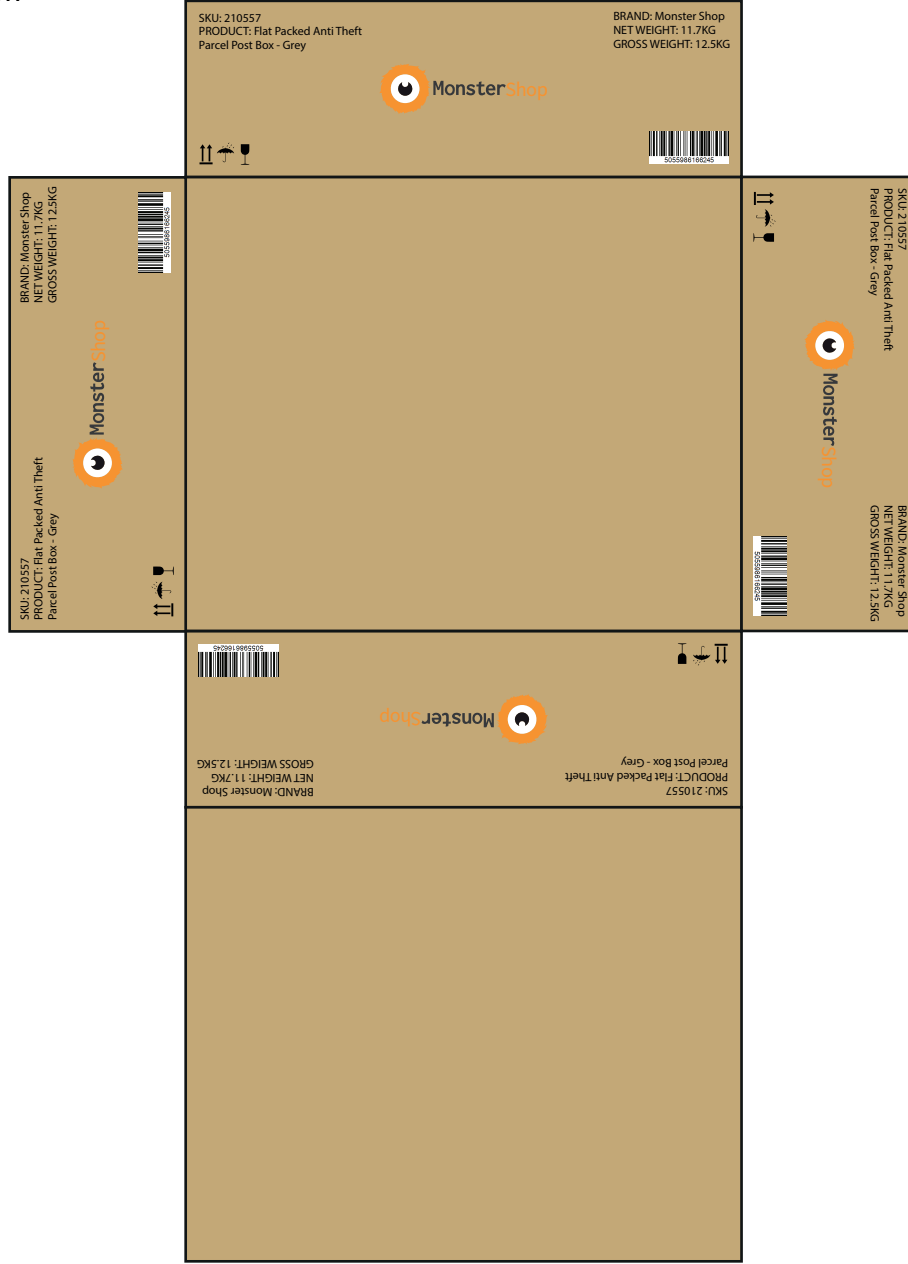 SKU: 210557
PRODUCT: Flat Packed Anti Theft
Parcel Post Box - Grey
BRAND: Monster Shop
NET WEIGHT: 11.7KG
GROSS WEIGHT: 12.5KG
MonsterShop
5055986166245
BRAND: Monster Shop
NET WEIGHT: 11.7KG
GROSS WEIGHT: 12.5KG
5055986166245
MonsterShop
SKU: 210557
PRODUCT: Flat Packed Anti Theft
Parcel Post Box - Grey
SKU: 210557
PRODUCT: Flat Packed Anti Theft
Parcel Post Box - Grey
MonsterShop
BRAND: Monster Shop
NET WEIGHT: 11.7KG
GROSS WEIGHT: 12.5KG
5055986166245
SKU: 210557
PRODUCT: Flat Packed Anti Theft
Parcel Post Box - Grey
BRAND: Monster Shop
NET WEIGHT: 11.7KG
GROSS WEIGHT: 12.5KG
MonsterShop
5055986166245